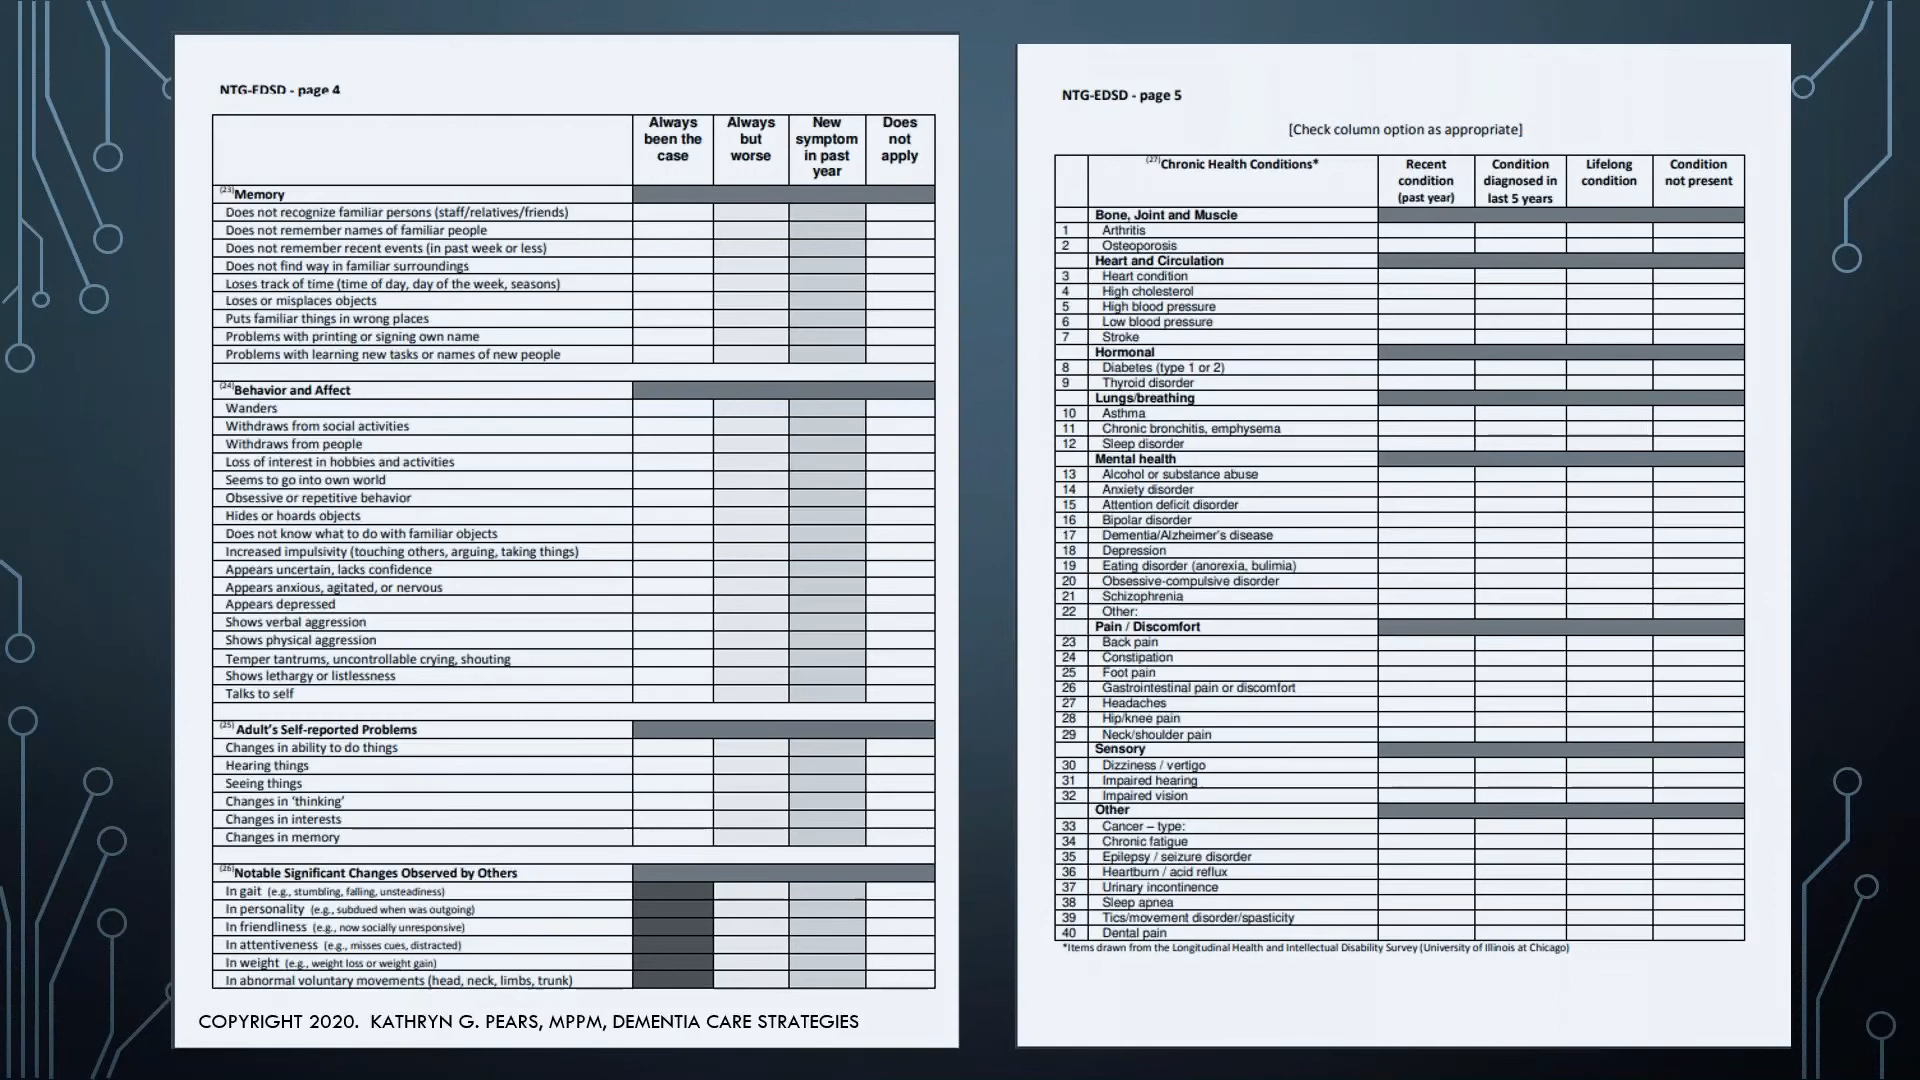 NTG-EDSD - page 4
Always been the case
Always but worse
New symptom in past year
Does not apply
(23)Memory
Does not recognize familiar persons (staff/relatives/friends)
Does not remember names of familiar people
Does not remember recent events (in past week or less)
Does not find way in familiar surroundings
Loses track of time (time of day, day of the week, seasons)
Loses or misplaces objects
Puts familiar things in wrong places
Problems with printing or signing own name
Problems with learning new tasks or names of new people
(24)Behavior and Affect
Wanders
Withdraws from social activities
Withdraws from people
Loss of interest in hobbies and activities
Seems to go into own world
Obsessive or repetitive behavior
Hides or hoards objects
Does not know what to do with familiar objects
Increased impulsivity (touching others, arguing, taking things)
Appears uncertain, lacks confidence
Appears anxious, agitated, or nervous
Appears depressed
Shows verbal aggression
Shows physical aggression
Temper tantrums, uncontrollable crying, shouting
Shows lethargy or listlessness
Talks to self
(25)Adult's Self-reported Problems
Changes in ability to do things
Hearing things
Seeing things
Changes in 'thinking'
Changes in interests
Changes in memory
(26)Notable Significant Changes Observed by Others
In gait (e.g., stumbling, falling, unsteadiness)
In personality (e.g., subdued when was outgoing)
In friendliness (e.g., now socially unresponsive)
In attentiveness (e.g., misses cues, distracted)
In weight (e.g., weight loss or weight gain)
In abnormal voluntary movements (head, neck, limbs, trunk)
COPYRIGHT 2020. KATHRYN G. PEARS, MPPM, DEMENTIA CARE STRATEGIES
NTG-EDSD - page 5
[Check column option as appropriate]
(27)Chronic Health Conditions*
Recent condition (past year)
Condition diagnosed in last 5 years
Lifelong condition
Condition not present
Bone, Joint and Muscle
1 Arthritis
2 Osteoporosis
Heart and Circulation
3 Heart condition
4 High cholesterol
5 High blood pressure
6 Low blood pressure
7 Stroke
Hormonal
8 Diabetes (type 1 or 2)
9 Thyroid disorder
Lungs/breathing
10 Asthma
11 Chronic bronchitis, emphysema
12 Sleep disorder
Mental health
13 Alcohol or substance abuse
14 Anxiety disorder
15 Attention deficit disorder
16 Bipolar disorder
17 Dementia/Alzheimer's disease
18 Depression
19 Eating disorder (anorexia, bulimia)
20 Obsessive-compulsive disorder
21 Schizophrenia
22 Other:
Pain / Discomfort
23 Back pain
24 Constipation
25 Foot pain
26 Gastrointestinal pain or discomfort
27 Headaches
28 Hip/knee pain
29 Neck/shoulder pain
Sensory
30 Dizziness / vertigo
31 Impaired hearing
32 Impaired vision
Other
33 Cancer – type:
34 Chronic fatigue
35 Epilepsy / seizure disorder
36 Heartburn / acid reflux
37 Urinary incontinence
38 Sleep apnea
39 Tics/movement disorder/spasticity
40 Dental pain
*Items drawn from the Longitudinal Health and Intellectual Disability Survey (University of Illinois at Chicago)